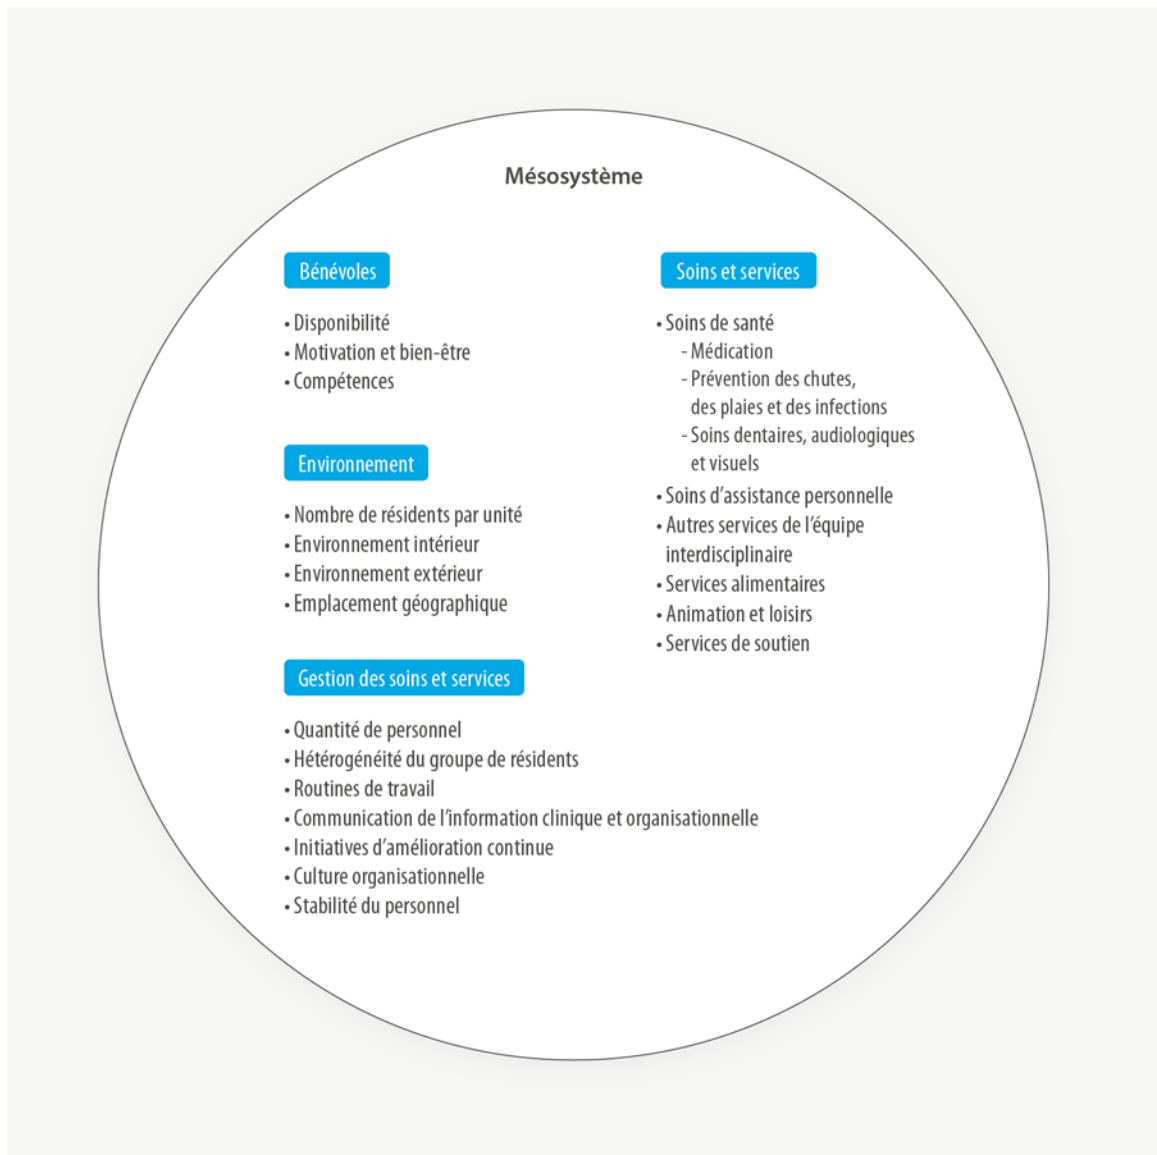 Mésosystème
Bénévoles
• Disponibilité
• Motivation et bien-être
• Compétences
Environnement
• Nombre de résidents par unité
• Environnement intérieur
• Environnement extérieur
• Emplacement géographique
Gestion des soins et services
• Quantité de personnel
• Hétérogénéité du groupe de résidents
• Routines de travail
• Communication de l’information clinique et organisationnelle
• Initiatives d’amélioration continue
• Culture organisationnelle
• Stabilité du personnel
Soins et services
• Soins de santé
- Médication
- Prévention des chutes,
des plaies et des infections
- Soins dentaires, audiologiques
et visuels
• Soins d’assistance personnelle
• Autres services de l’équipe
interdisciplinaire
• Services alimentaires
• Animation et loisirs
• Services de soutien